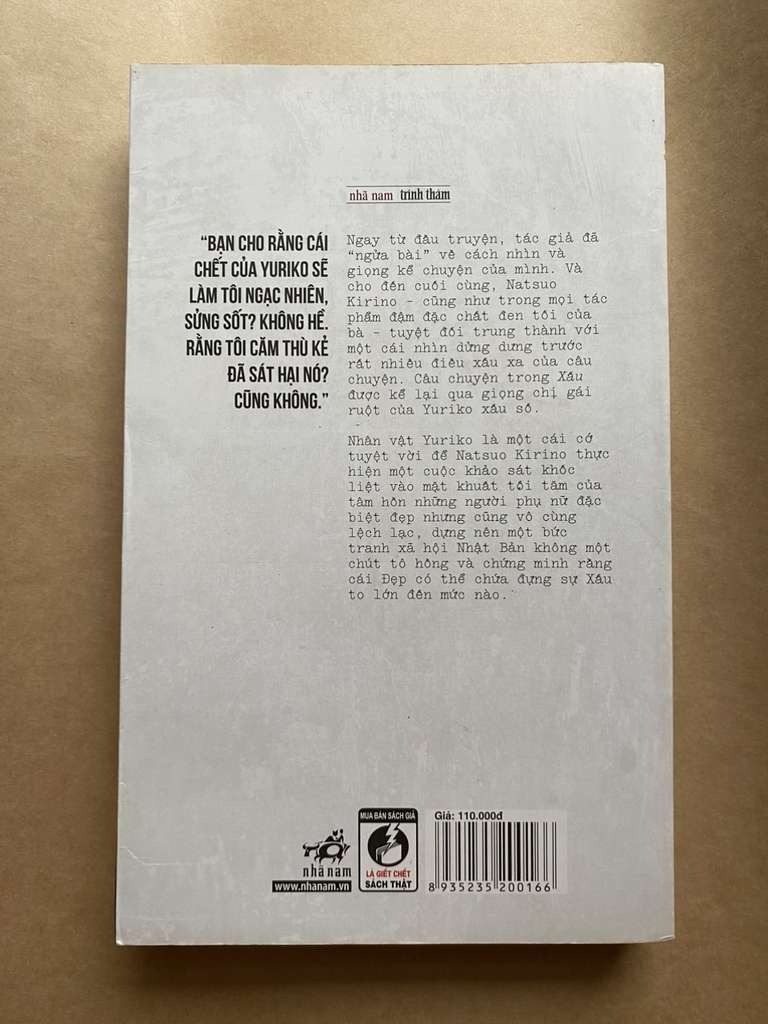 nhã nam trinh thám
“BẠN CHO RẰNG CÁI
CHẾT CỦA YURIKO SẼ
LÀM TÔI NGẠC NHIÊN,
SỬNG SỐT? KHÔNG HỀ.
RẰNG TÔI CĂM THÙ KẺ
ĐÃ SÁT HẠI NÓ?
CŨNG KHÔNG.”
Ngay từ đầu truyện, tác giả đã
“ngửa bài” về cách nhìn và
giọng kể chuyện của mình. Và
cho đến cuối cùng, Natsuo
Kirino - cũng như trong mọi tác
phẩm đậm đặc chất đen tối của
bà - tuyệt đối trung thành với
một cái nhìn dửng dưng trước
rất nhiều điều xấu xa của câu
chuyện. Câu chuyện trong Xấu
được kể lại qua giọng chị gái
ruột của Yuriko xấu số.
Nhân vật Yuriko là một cái cớ
tuyệt vời để Natsuo Kirino thực
hiện một cuộc khảo sát khốc
liệt vào mặt khuất tối tăm của
tâm hồn những người phụ nữ đặc
biệt đẹp nhưng cũng vô cùng
lệch lạc, dựng nên một bức
tranh xã hội Nhật Bản không một
chút tô hồng và chứng minh rằng
cái Đẹp có thể chứa đựng sự Xấu
to lớn đến mức nào.
nhã nam
www.nhanam.vn
MUA BÁN SÁCH GIẢ
LÀ GIẾT CHẾT
SÁCH THẬT
Giá: 110.000đ
8 935235 200166